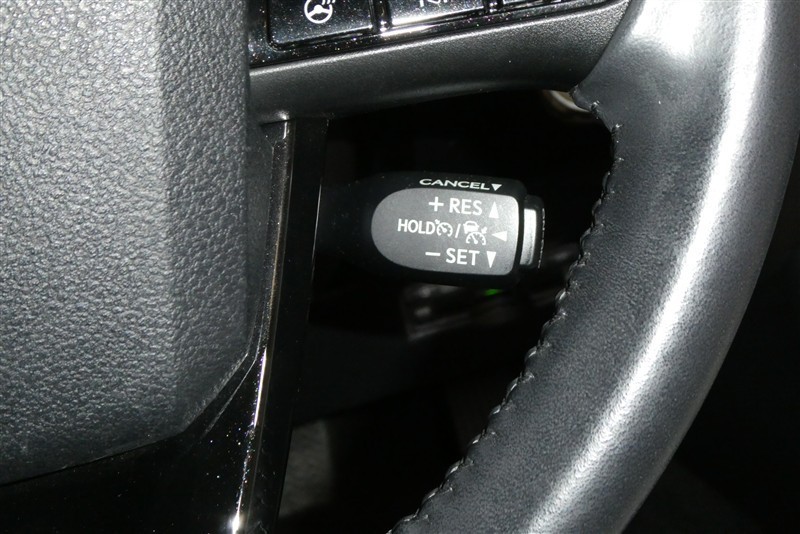 CANCEL▼
+ RES ▲
HOLD / ◀
− SET ▼